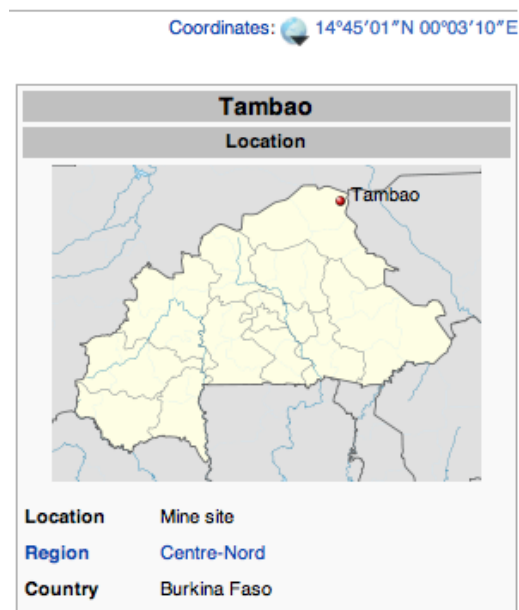 Coordinates: 14°45′01″N 00°03′10″E
Tambao
Location
Tambao
Location Mine site
Region Centre-Nord
Country Burkina Faso